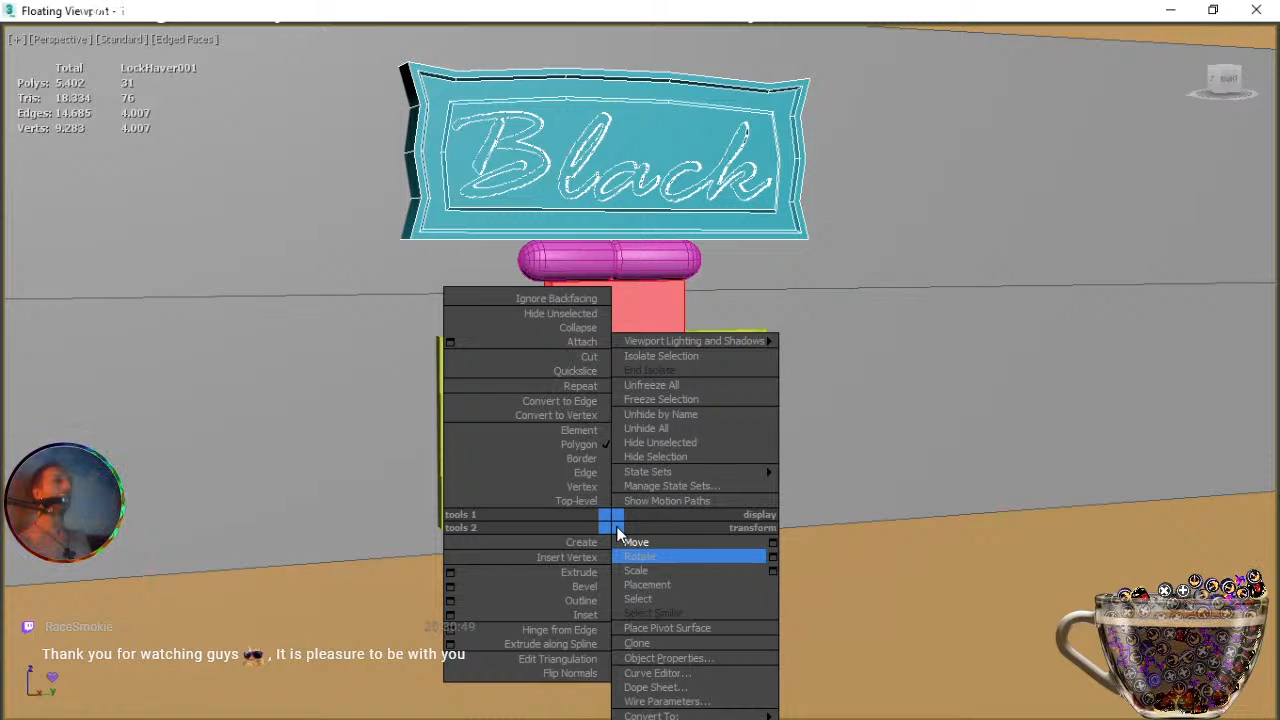 Floating Viewport -
[+][Perspective][Standard][Edged Faces]
Total LockHaver001
Polys: 5.402 31
Tris: 18.334 76
Edges: 14.685 4.007
Verts: 9.283 4.007
RIGHT
Black
Ignore Backfacing
Hide Unselected
Collapse
Attach
Cut
Quickslice
Repeat
Convert to Edge
Convert to Vertex
Element
Polygon
Border
Edge
Vertex
Top-level
tools 1
tools 2
Create
Insert Vertex
Extrude
Bevel
Outline
Inset
Hinge from Edge
Extrude along Spline
Edit Triangulation
Flip Normals
Viewport Lighting and Shadows
Isolate Selection
End Isolate
Unfreeze All
Freeze Selection
Unhide by Name
Unhide All
Hide Unselected
Hide Selection
State Sets
Manage State Sets...
Show Motion Paths
display
transform
Move
Rotate
Scale
Placement
Select
Select Similar
Place Pivot Surface
Clone
Object Properties...
Curve Editor...
Dope Sheet...
Wire Parameters...
Convert To:
RaceSmokie
Thank you for watching guys , It is pleasure to be with you
z
x y